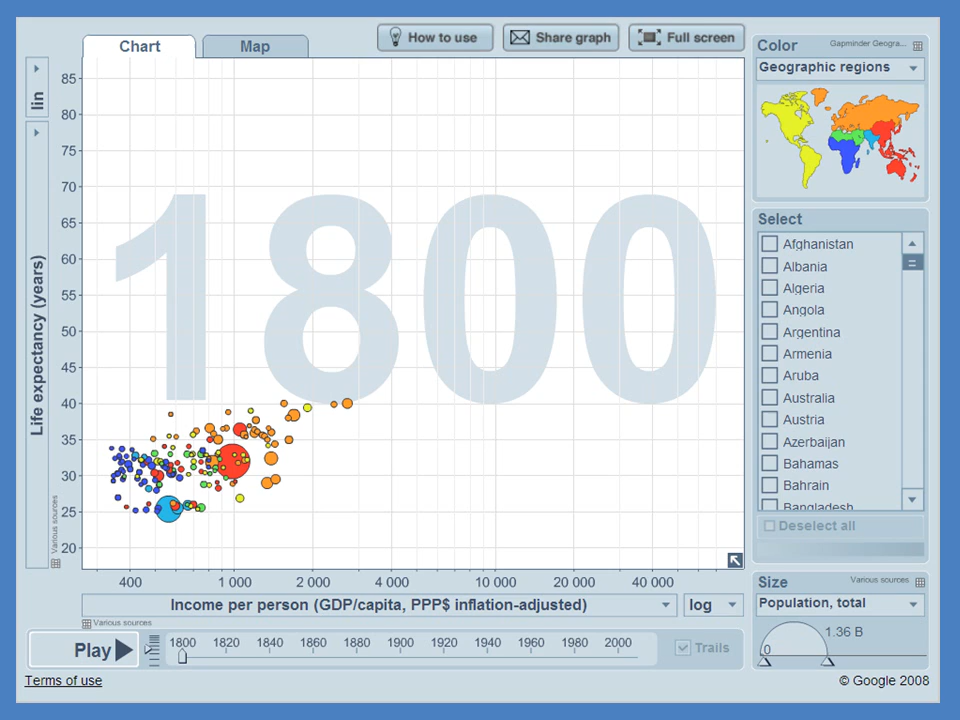 Chart
Map
How to use
Share graph
Full screen
lin
Life expectancy (years)
Various sources
85
80
75
70
65
60
55
50
45
40
35
30
25
20
1800
400
1 000
2 000
4 000
10 000
20 000
40 000
Income per person (GDP/capita, PPP$ inflation-adjusted)
log
Various sources
Play
1800 1820 1840 1860 1880 1900 1920 1940 1960 1980 2000
Trails
Terms of use
Color
Gapminder Geogra...
Geographic regions
Select
Afghanistan
Albania
Algeria
Angola
Argentina
Armenia
Aruba
Australia
Austria
Azerbaijan
Bahamas
Bahrain
Bangladesh
Deselect all
Size
Various sources
Population, total
1.36 B
0
© Google 2008